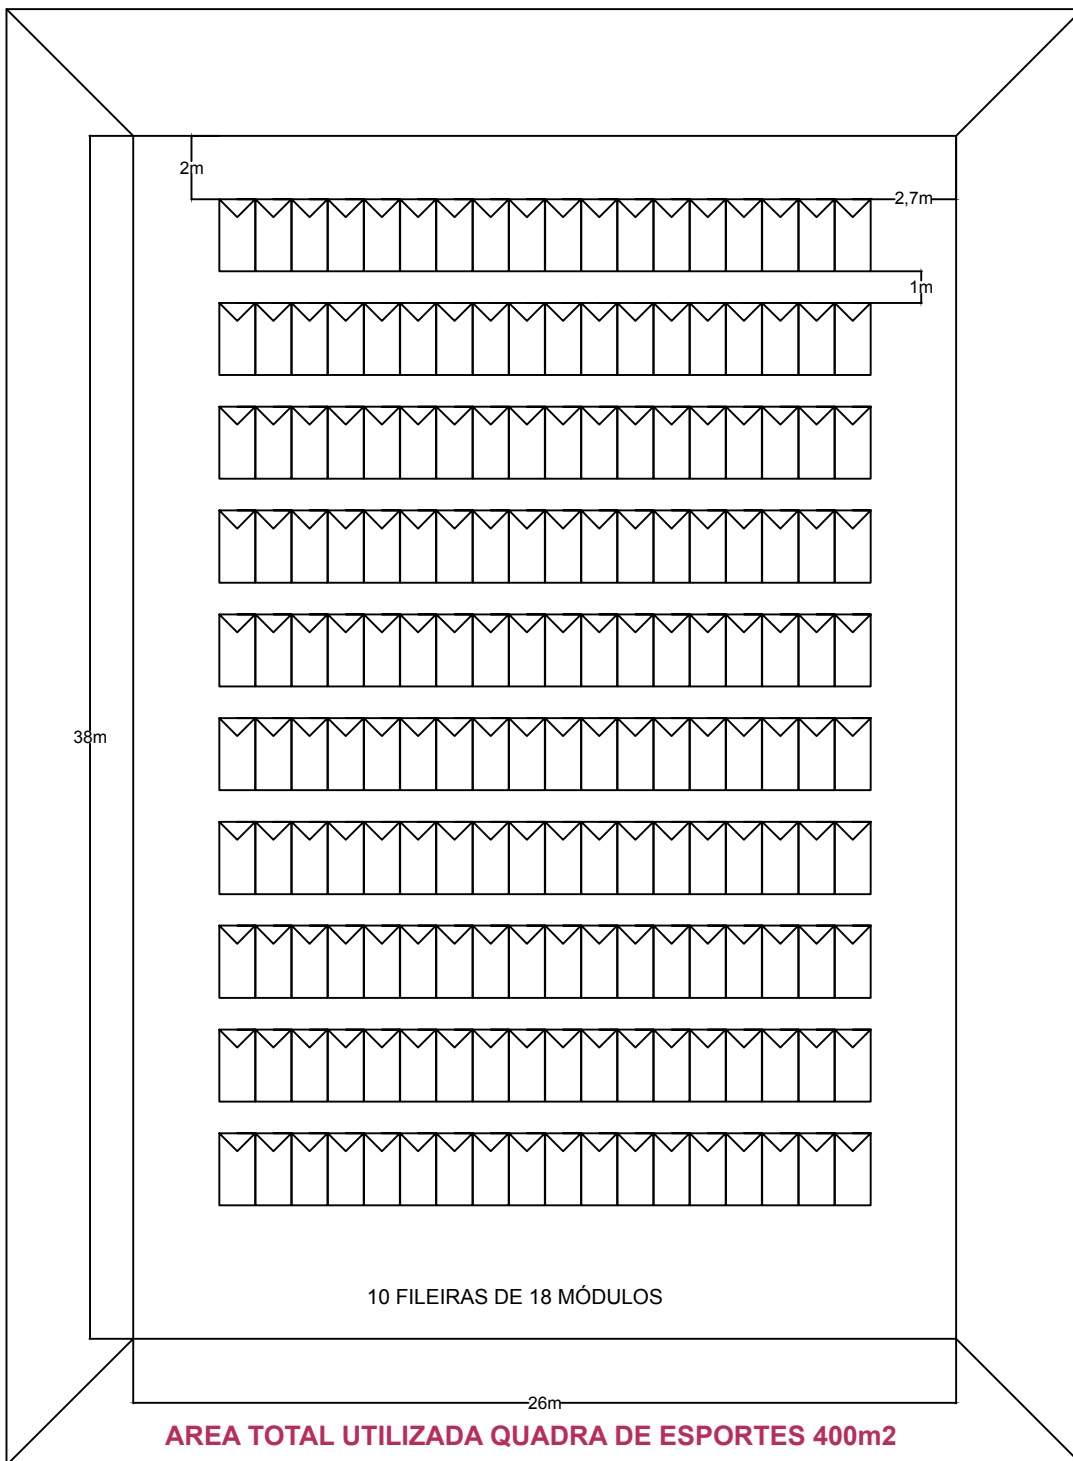 2m
2,7m
1m
38m
10 FILEIRAS DE 18 MÓDULOS
26m
AREA TOTAL UTILIZADA QUADRA DE ESPORTES 400m2